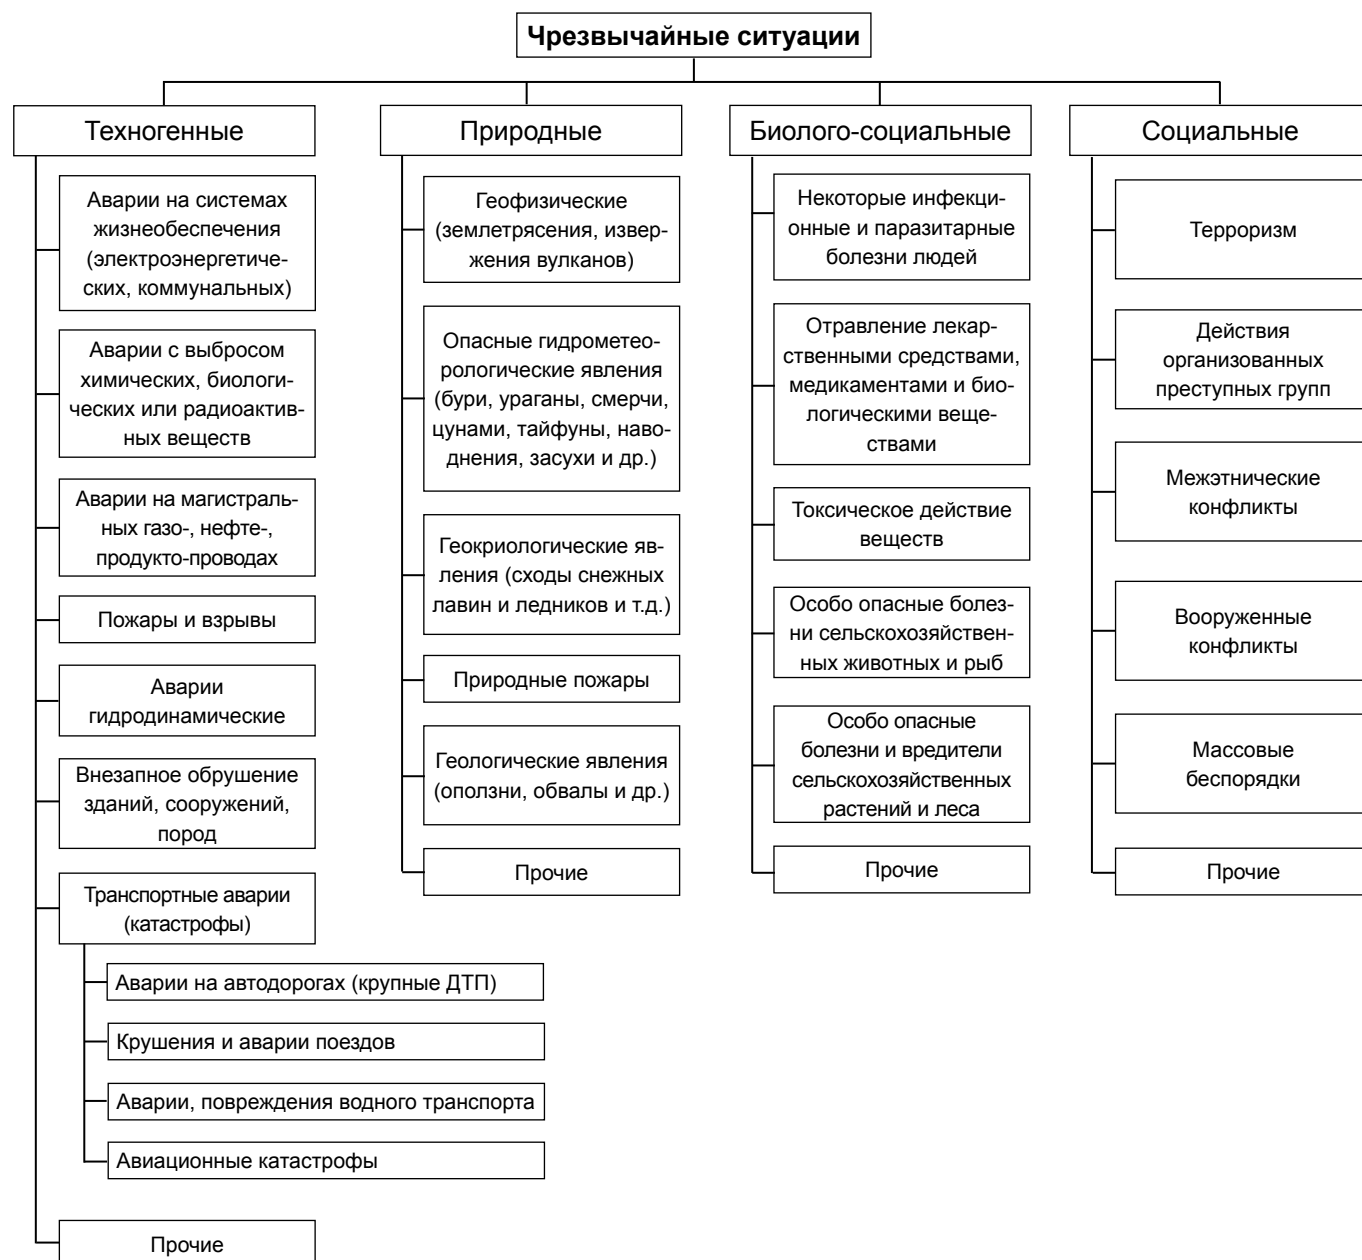 Чрезвычайные ситуации
Техногенные
Аварии на системах
жизнеобеспечения
(электроэнергетиче-
ских, коммунальных)
Аварии с выбросом
химических, биологи-
ческих или радиоактив-
ных веществ
Аварии на магистраль-
ных газо-, нефте-,
продукто-проводах
Пожары и взрывы
Аварии
гидродинамические
Внезапное обрушение
зданий, сооружений,
пород
Транспортные аварии
(катастрофы)
Аварии на автодорогах (крупные ДТП)
Крушения и аварии поездов
Аварии, повреждения водного транспорта
Авиационные катастрофы
Прочие
Природные
Геофизические
(землетрясения, извер-
жения вулканов)
Опасные гидрометео-
рологические явления
(бури, ураганы, смерчи,
цунами, тайфуны, наво-
днения, засухи и др.)
Геокриологические яв-
ления (сходы снежных
лавин и ледников и т.д.)
Природные пожары
Геологические явления
(оползни, обвалы и др.)
Прочие
Биолого-социальные
Некоторые инфекци-
онные и паразитарные
болезни людей
Отравление лекар-
ственными средствами,
медикаментами и био-
логическими веще-
ствами
Токсическое действие
веществ
Особо опасные болез-
ни сельскохозяйствен-
ных животных и рыб
Особо опасные
болезни и вредители
сельскохозяйственных
растений и леса
Прочие
Социальные
Терроризм
Действия
организованных
преступных групп
Межэтнические
конфликты
Вооруженные
конфликты
Массовые
беспорядки
Прочие